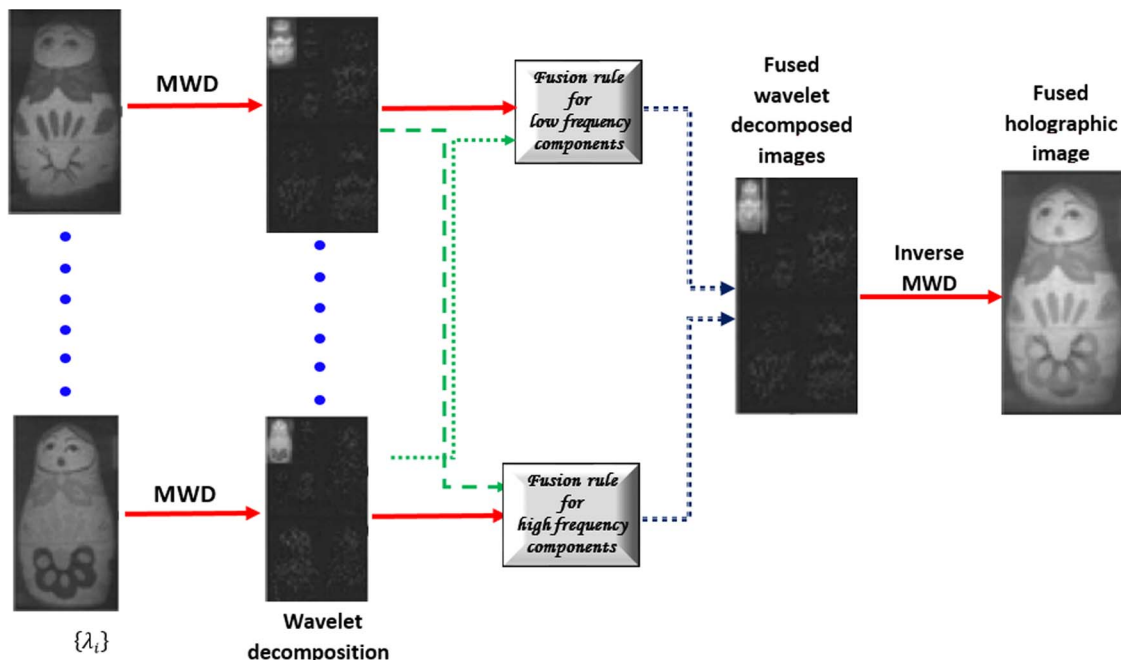 MWD
Fusion rule
for
low frequency
components
Fused
wavelet
decomposed
images
Fused
holographic
image
Inverse
MWD
MWD
Fusion rule
for
high frequency
components
{λᵢ}
Wavelet
decomposition